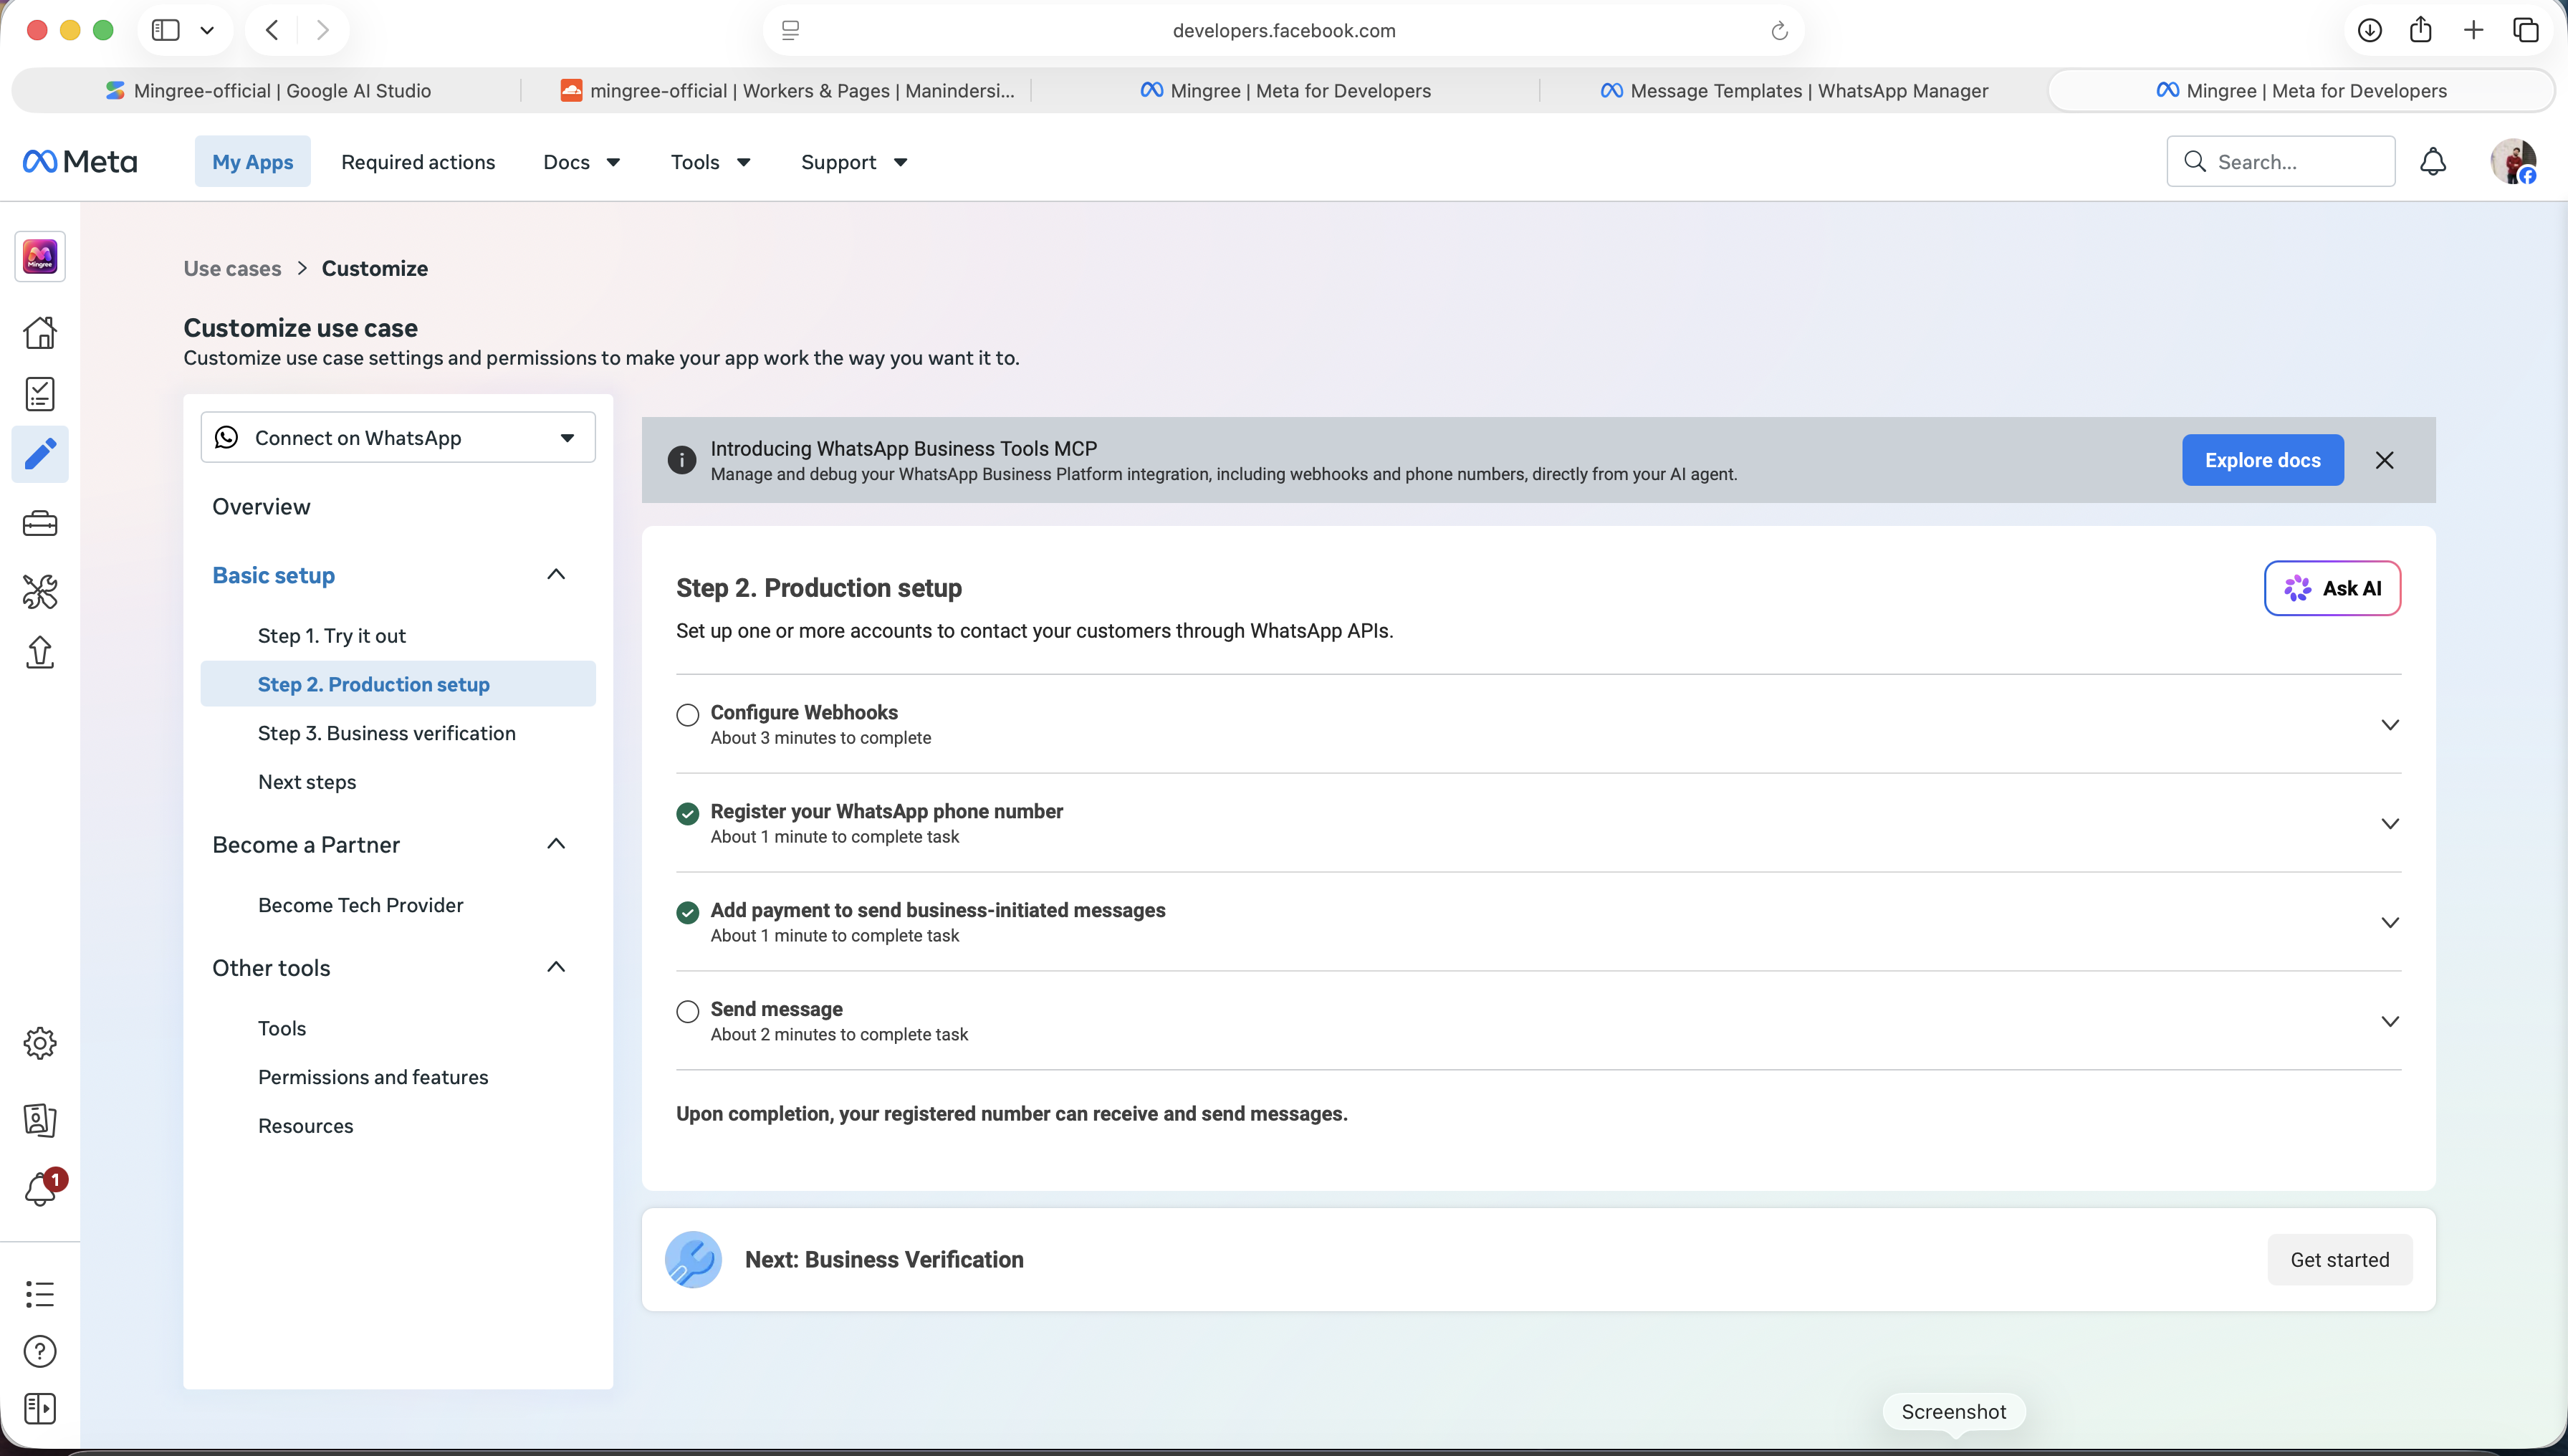 developers.facebook.com
Mingree-official | Google AI Studio
mingree-official | Workers & Pages | Manindersi...
Mingree | Meta for Developers
Message Templates | WhatsApp Manager
Mingree | Meta for Developers
Meta
My Apps
Required actions
Docs
Tools
Support
Search...
Mingree
Use cases > Customize
Customize use case
Customize use case settings and permissions to make your app work the way you want it to.
Connect on WhatsApp
Overview
Basic setup
Step 1. Try it out
Step 2. Production setup
Step 3. Business verification
Next steps
Become a Partner
Become Tech Provider
Other tools
Tools
Permissions and features
Resources
1
Introducing WhatsApp Business Tools MCP
Manage and debug your WhatsApp Business Platform integration, including webhooks and phone numbers, directly from your AI agent.
Explore docs
Step 2. Production setup
Ask AI
Set up one or more accounts to contact your customers through WhatsApp APIs.
Configure Webhooks
About 3 minutes to complete
Register your WhatsApp phone number
About 1 minute to complete task
Add payment to send business-initiated messages
About 1 minute to complete task
Send message
About 2 minutes to complete task
Upon completion, your registered number can receive and send messages.
Next: Business Verification
Get started
Screenshot